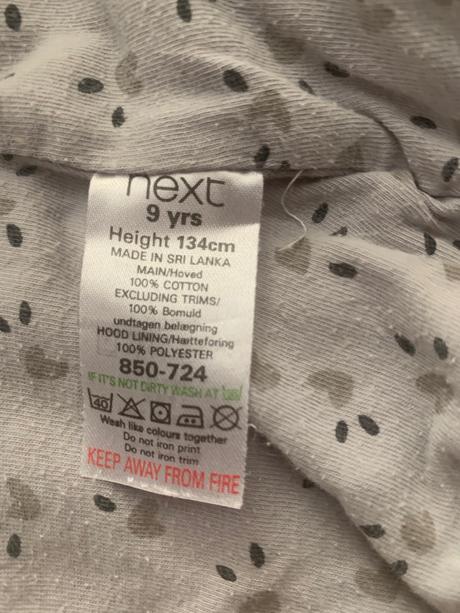 next
9 yrs
Height 134cm
MADE IN SRI LANKA
MAIN/Hoved
100% COTTON
EXCLUDING TRIMS/
100% Bomuld
undtagen belægning
HOOD LINING/Hætteforing
100% POLYESTER
850-724
IF IT'S NOT DIRTY WASH AT
40
Wash like colours together
Do not iron print
Do not iron trim
KEEP AWAY FROM FIRE